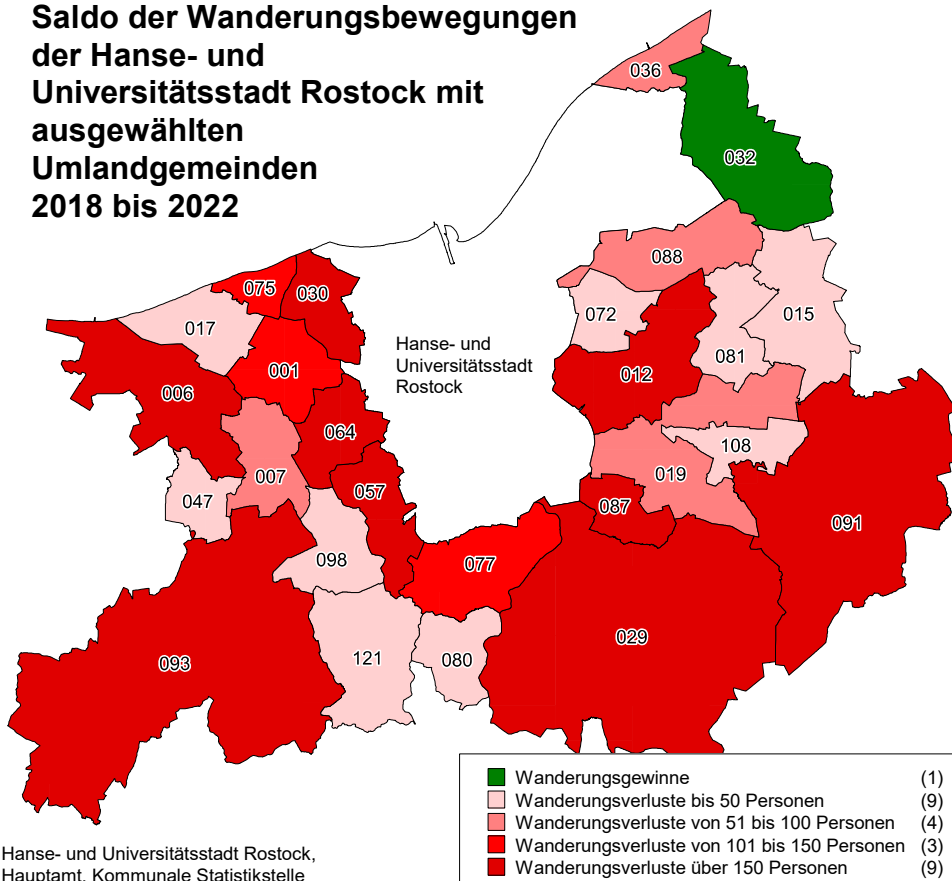 Saldo der Wanderungsbewegungen
der Hanse- und
Universitätsstadt Rostock mit
ausgewählten
Umlandgemeinden
2018 bis 2022
036
032
088
075
030
015
072
017
Hanse- und
Universitätsstadt
Rostock
081
001
012
006
064
108
007
019
057
047
087
091
098
077
029
093
121
080
Wanderungsgewinne (1)
Wanderungsverluste bis 50 Personen (9)
Wanderungsverluste von 51 bis 100 Personen (4)
Wanderungsverluste von 101 bis 150 Personen (3)
Wanderungsverluste über 150 Personen (9)
Hanse- und Universitätsstadt Rostock,
Hauptamt, Kommunale Statistikstelle